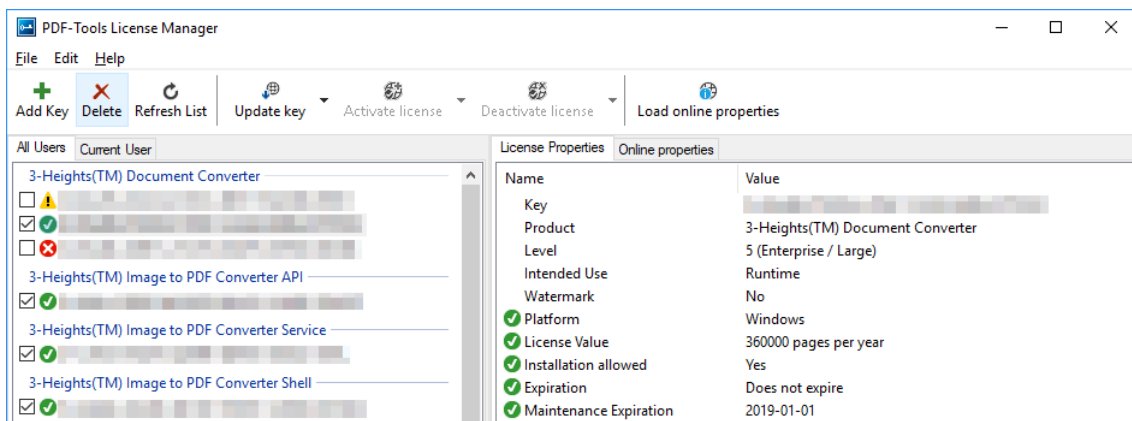 PDF-Tools License Manager
File Edit Help
Add Key Delete Refresh List Update key Activate license Deactivate license Load online properties
All Users Current User
3-Heights(TM) Document Converter
3-Heights(TM) Image to PDF Converter API
3-Heights(TM) Image to PDF Converter Service
3-Heights(TM) Image to PDF Converter Shell
License Properties Online properties
Name Value
Key
Product 3-Heights(TM) Document Converter
Level 5 (Enterprise / Large)
Intended Use Runtime
Watermark No
Platform Windows
License Value 360000 pages per year
Installation allowed Yes
Expiration Does not expire
Maintenance Expiration 2019-01-01